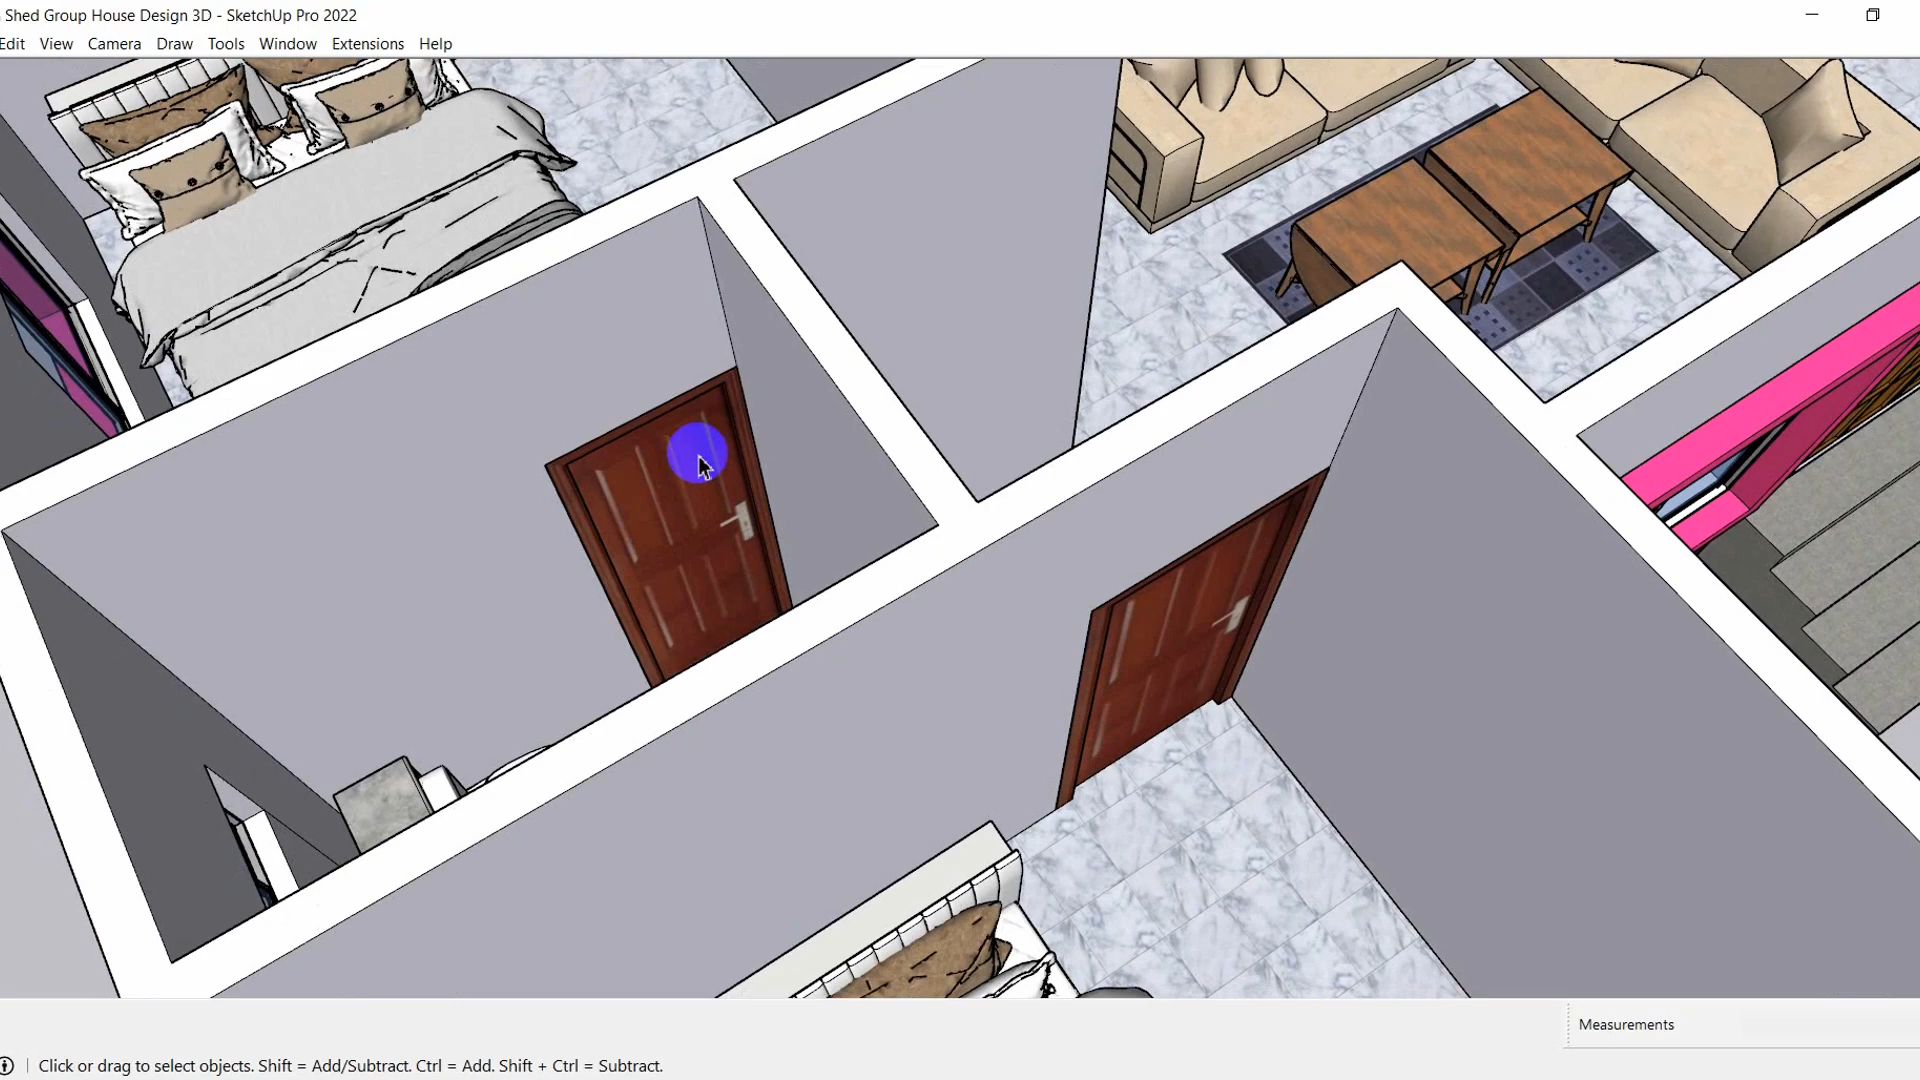 Shed Group House Design 3D - SketchUp Pro 2022
Edit View Camera Draw Tools Window Extensions Help
Measurements
Click or drag to select objects. Shift = Add/Subtract. Ctrl = Add. Shift + Ctrl = Subtract.